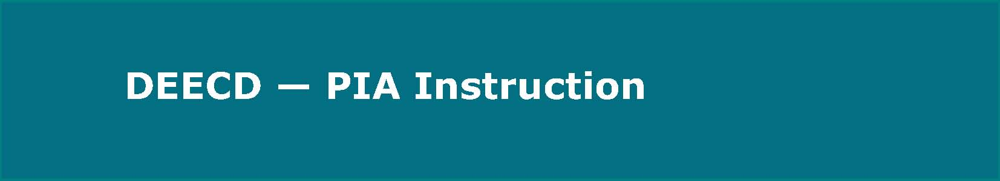 DEECD — PIA Instruction